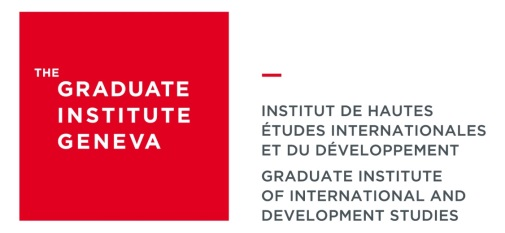 THE
GRADUATE
INSTITUTE
GENEVA
INSTITUT DE HAUTES
ÉTUDES INTERNATIONALES
ET DU DÉVELOPPEMENT
GRADUATE INSTITUTE
OF INTERNATIONAL AND
DEVELOPMENT STUDIES